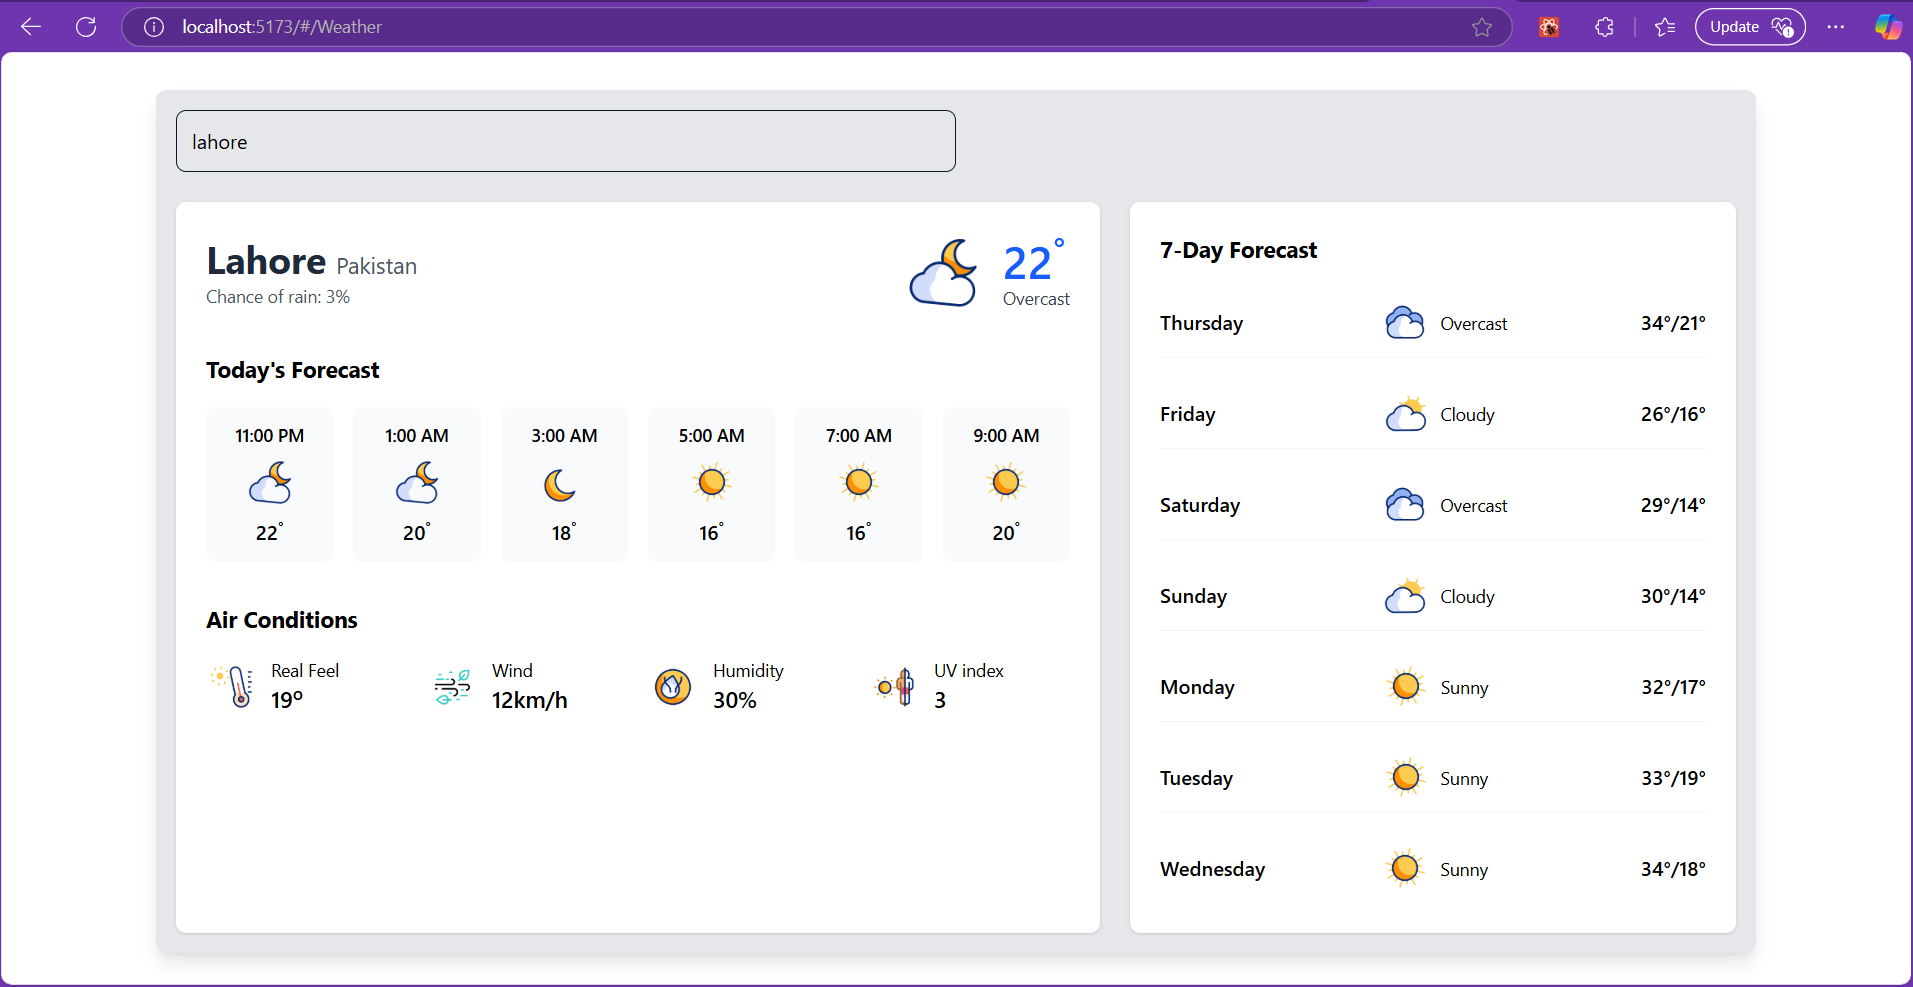 localhost:5173/#/Weather
Update
lahore
Lahore Pakistan
Chance of rain: 3%
22°
Overcast
Today's Forecast
11:00 PM
22°
1:00 AM
20°
3:00 AM
18°
5:00 AM
16°
7:00 AM
16°
9:00 AM
20°
Air Conditions
Real Feel
19º
Wind
12km/h
Humidity
30%
UV index
3
7-Day Forecast
Thursday Overcast 34°/21°
Friday Cloudy 26°/16°
Saturday Overcast 29°/14°
Sunday Cloudy 30°/14°
Monday Sunny 32°/17°
Tuesday Sunny 33°/19°
Wednesday Sunny 34°/18°